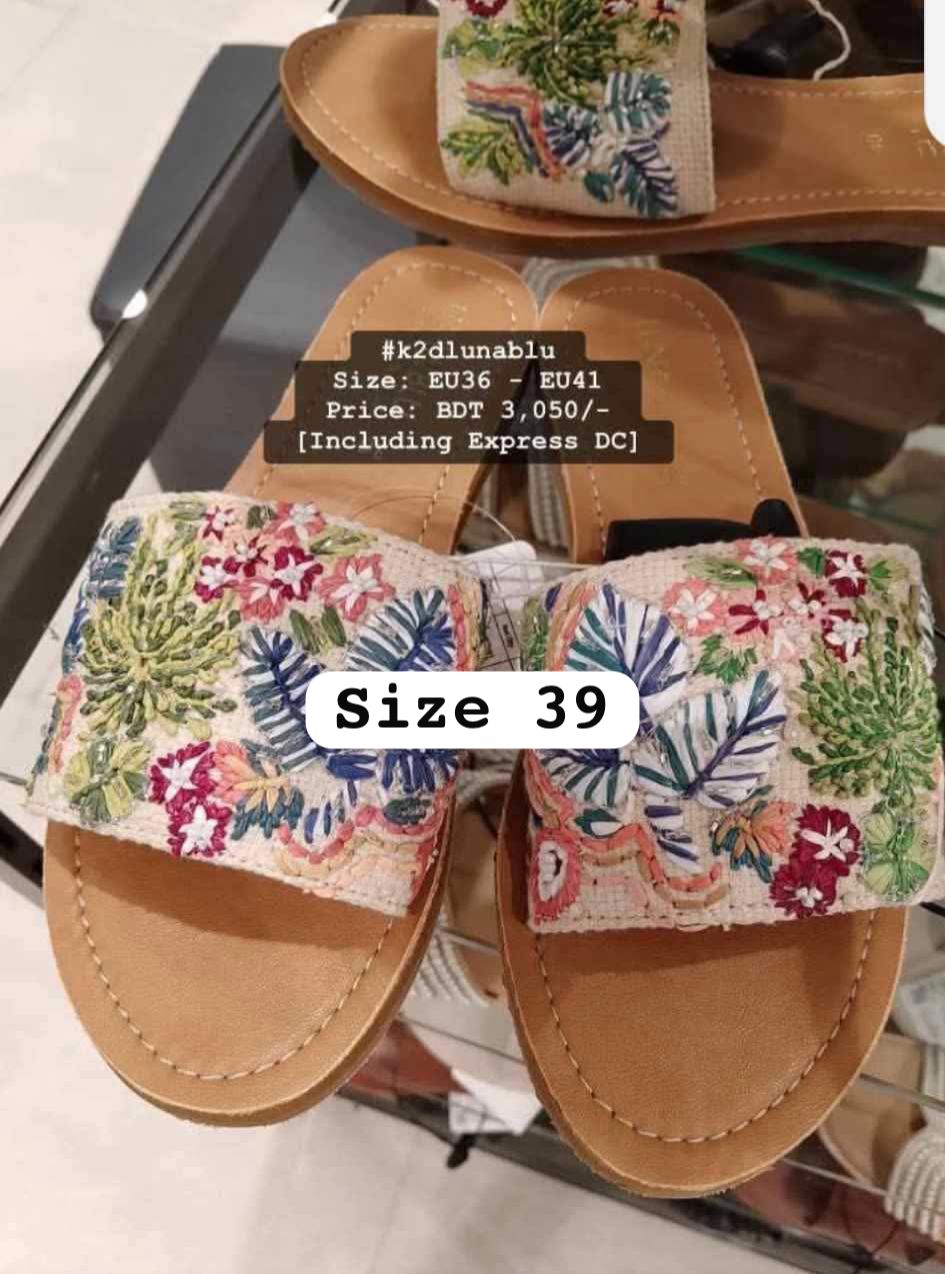 #k2dlunablu
Size: EU36 - EU41
Price: BDT 3,050/-
[Including Express DC]
Size 39